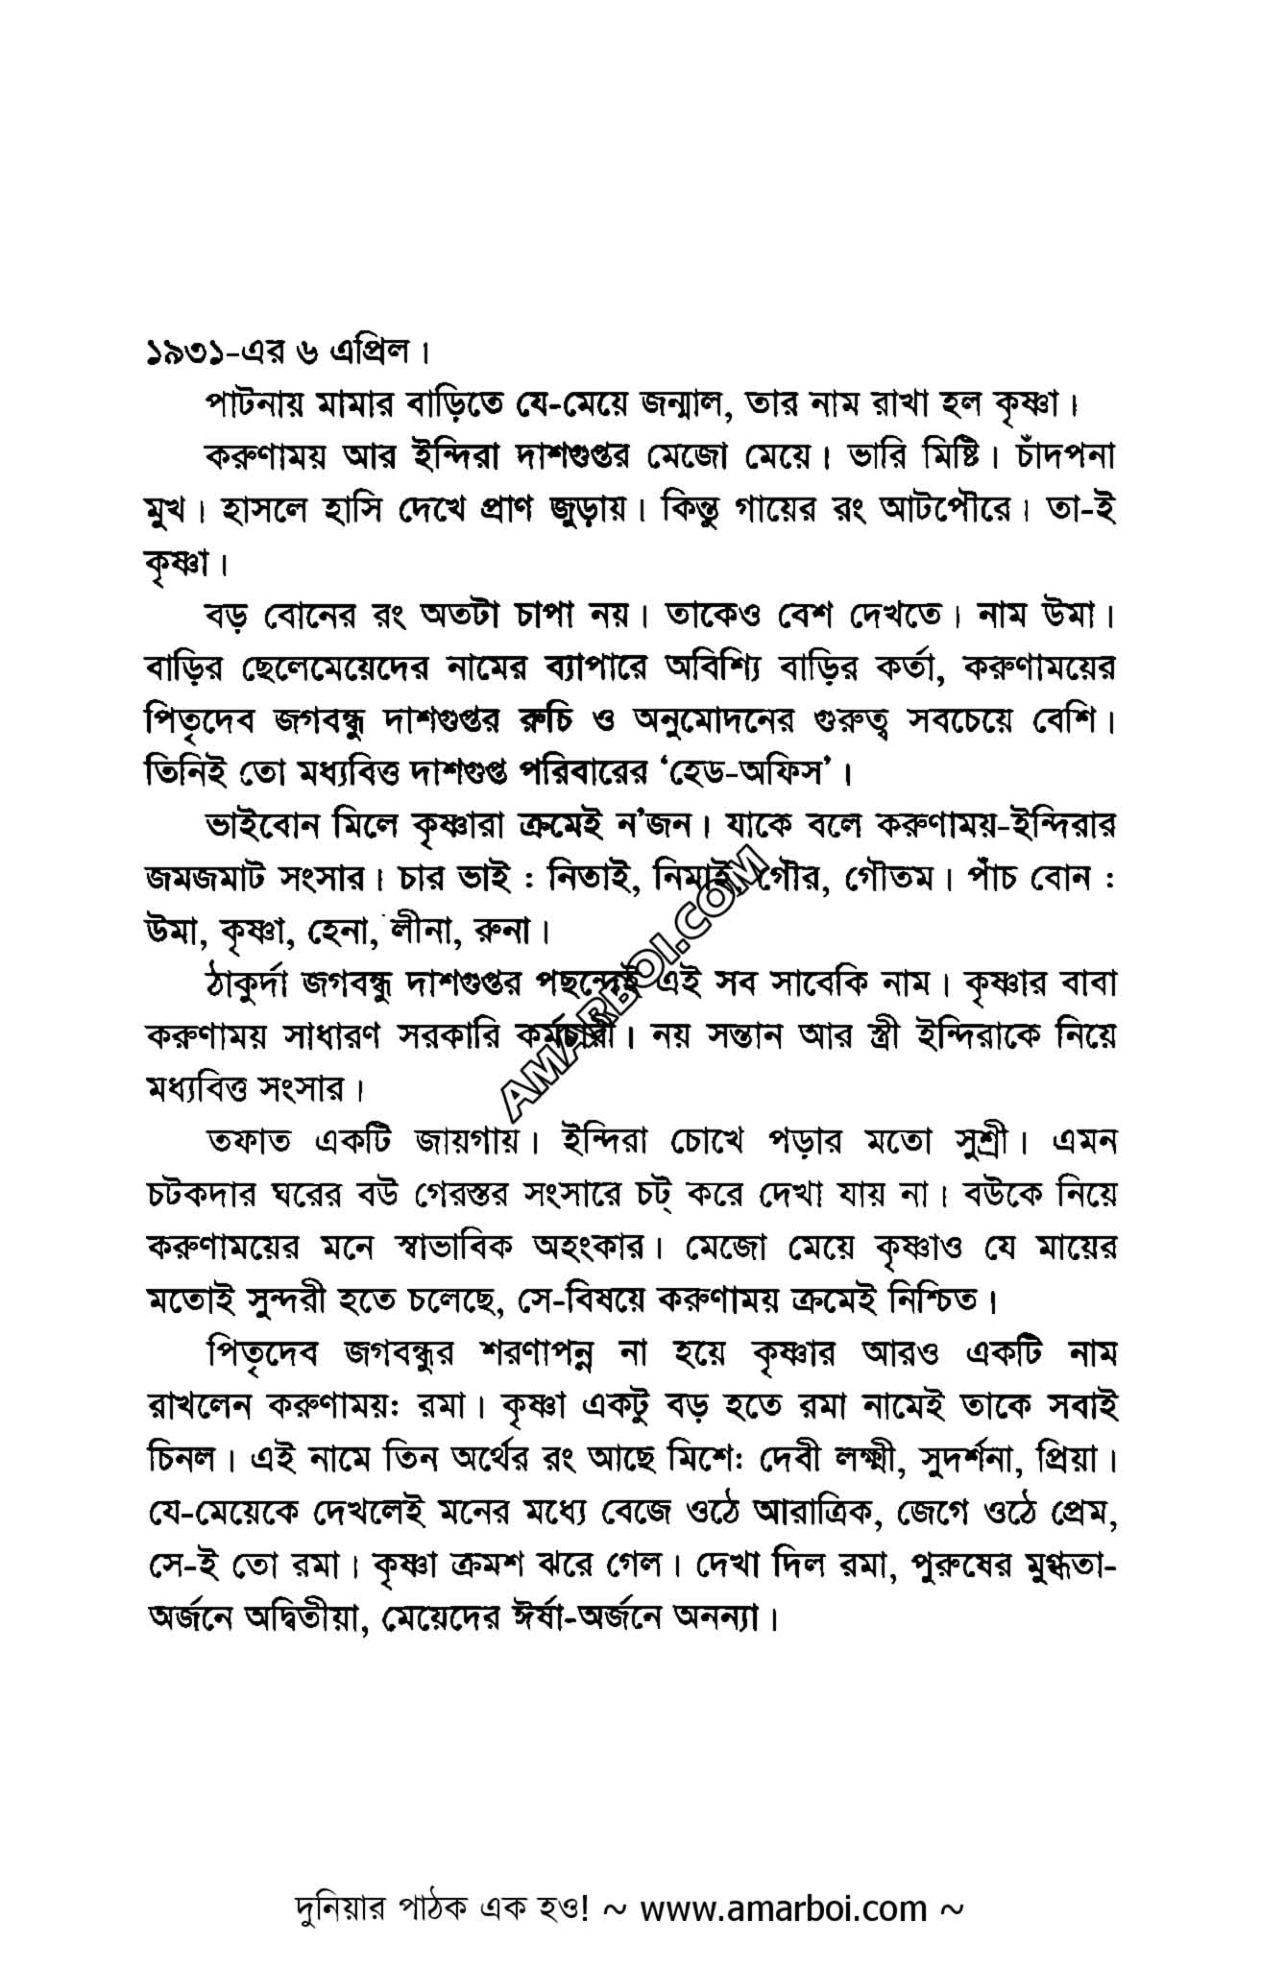 ১৯৩১-এর ৬ এপ্রিল।
পাটনায় মামার বাড়িতে যে-মেয়ে জন্মাল, তার নাম রাখা হল কৃষ্ণা।
করুণাময় আর ইন্দিরা দাশগুপ্তর মেজো মেয়ে। ভারি মিষ্টি। চাঁদপনা
মুখ। হাসলে হাসি দেখে প্রাণ জুড়ায়। কিন্তু গায়ের রং আটপৌরে। তা-ই
কৃষ্ণা।
বড় বোনের রং অতটা চাপা নয়। তাকেও বেশ দেখতে। নাম উমা।
বাড়ির ছেলেমেয়েদের নামের ব্যাপারে অবিশ্যি বাড়ির কর্তা, করুণাময়ের
পিতৃদেব জগবন্ধু দাশগুপ্তর রুচি ও অনুমোদনের গুরুত্ব সবচেয়ে বেশি।
তিনিই তো মধ্যবিত্ত দাশগুপ্ত পরিবারের ‘হেড-অফিস’।
ভাইবোন মিলে কৃষ্ণারা ক্রমেই ন’জন। যাকে বলে করুণাময়-ইন্দিরার
জমজমাট সংসার। চার ভাই : নিতাই, নিমাই, গৌর, গৌতম। পাঁচ বোন :
উমা, কৃষ্ণা, হেনা, লীনা, রুনা।
ঠাকুর্দা জগবন্ধু দাশগুপ্তর পছন্দেই এই সব সাবেকি নাম। কৃষ্ণার বাবা
করুণাময় সাধারণ সরকারি কর্মচারী। নয় সন্তান আর স্ত্রী ইন্দিরাকে নিয়ে
মধ্যবিত্ত সংসার।
তফাত একটি জায়গায়। ইন্দিরা চোখে পড়ার মতো সুশ্রী। এমন
চটকদার ঘরের বউ গেরস্তর সংসারে চট্ করে দেখা যায় না। বউকে নিয়ে
করুণাময়ের মনে স্বাভাবিক অহংকার। মেজো মেয়ে কৃষ্ণাও যে মায়ের
মতোই সুন্দরী হতে চলেছে, সে-বিষয়ে করুণাময় ক্রমেই নিশ্চিত।
পিতৃদেব জগবন্ধুর শরণাপন্ন না হয়ে কৃষ্ণার আরও একটি নাম
রাখলেন করুণাময়: রমা। কৃষ্ণা একটু বড় হতে রমা নামেই তাকে সবাই
চিনল। এই নামে তিন অর্থের রং আছে মিশে: দেবী লক্ষ্মী, সুদর্শনা, প্রিয়া।
যে-মেয়েকে দেখলেই মনের মধ্যে বেজে ওঠে আরাত্রিক, জেগে ওঠে প্রেম,
সে-ই তো রমা। কৃষ্ণা ক্রমশ ঝরে গেল। দেখা দিল রমা, পুরুষের মুগ্ধতা-
অর্জনে অদ্বিতীয়া, মেয়েদের ঈর্ষা-অর্জনে অনন্যা।
AMARBOI.COM
দুনিয়ার পাঠক এক হও! ~ www.amarboi.com ~